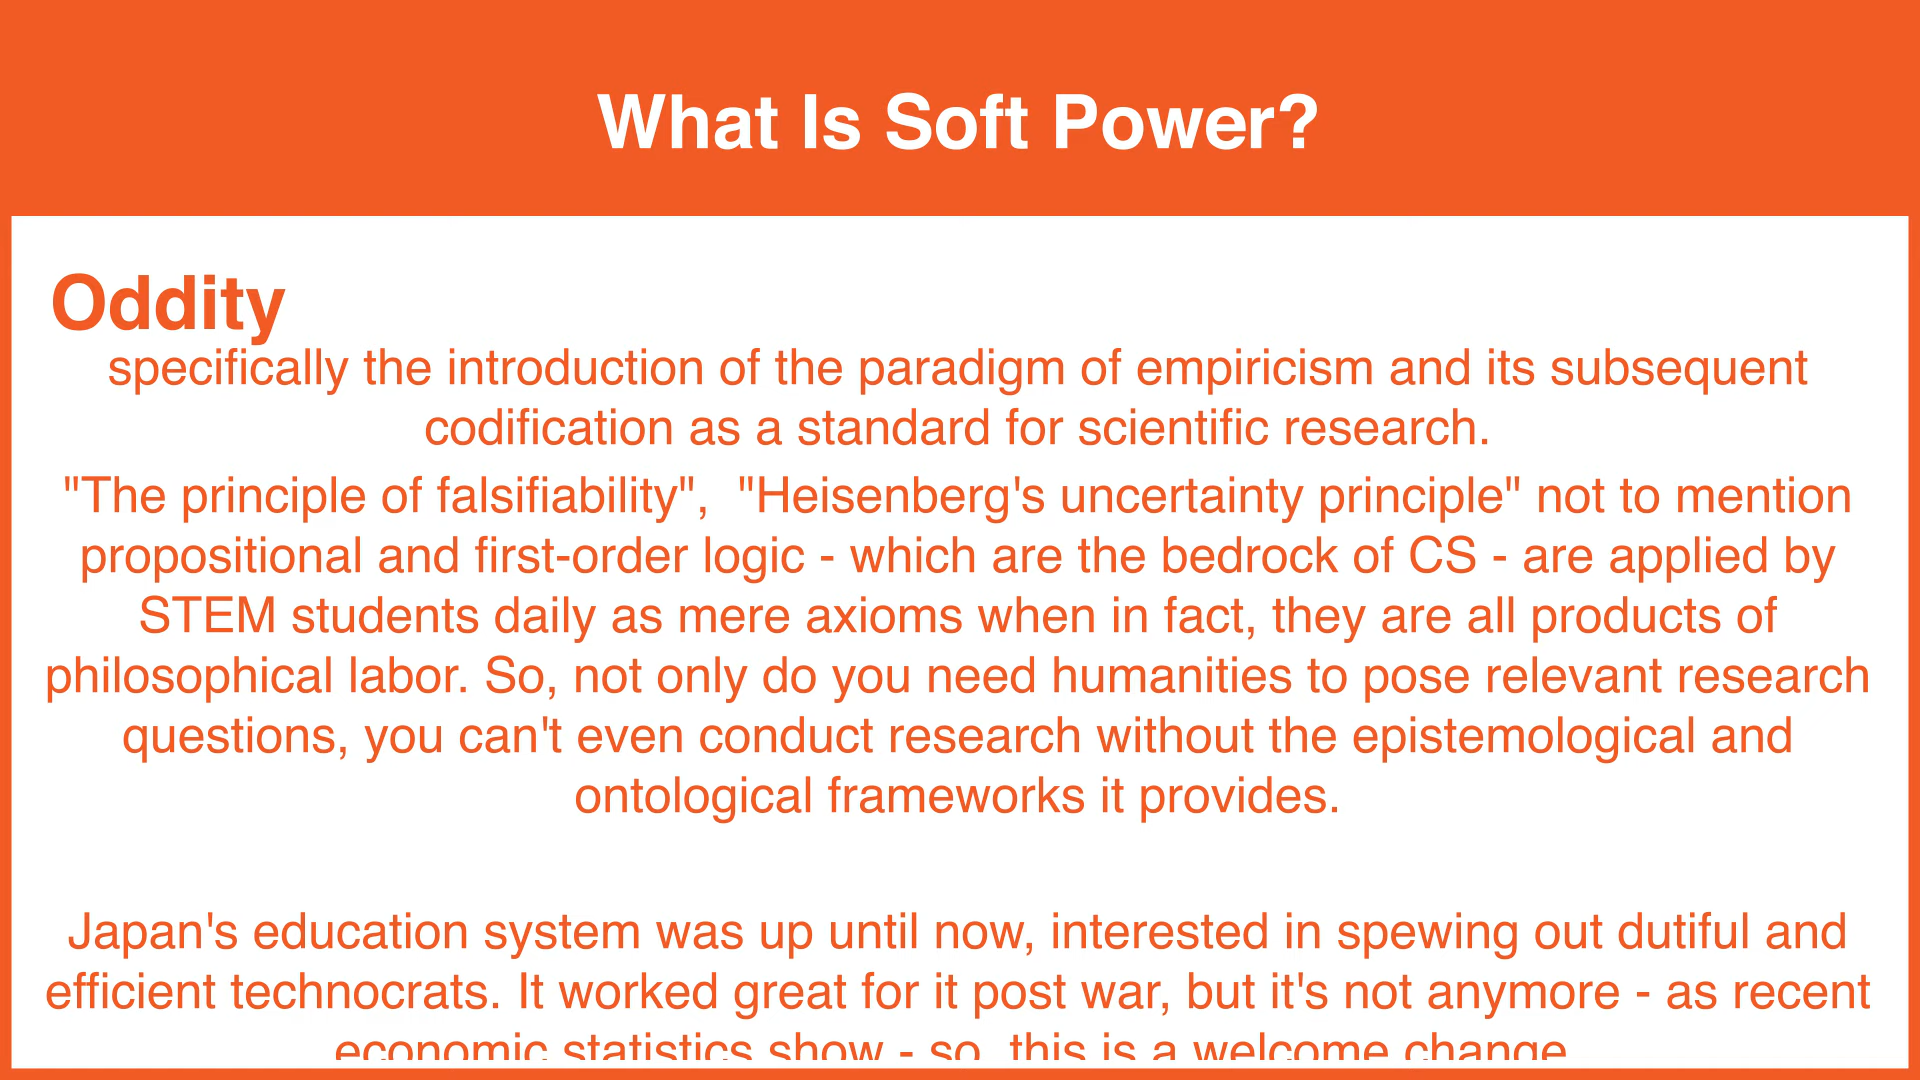 What Is Soft Power?
Oddity
specifically the introduction of the paradigm of empiricism and its subsequent
codification as a standard for scientific research.
"The principle of falsifiability",  "Heisenberg's uncertainty principle" not to mention
propositional and first-order logic - which are the bedrock of CS - are applied by
STEM students daily as mere axioms when in fact, they are all products of
philosophical labor. So, not only do you need humanities to pose relevant research
questions, you can't even conduct research without the epistemological and
ontological frameworks it provides.
Japan's education system was up until now, interested in spewing out dutiful and
efficient technocrats. It worked great for it post war, but it's not anymore - as recent
economic statistics show - so, this is a welcome change.